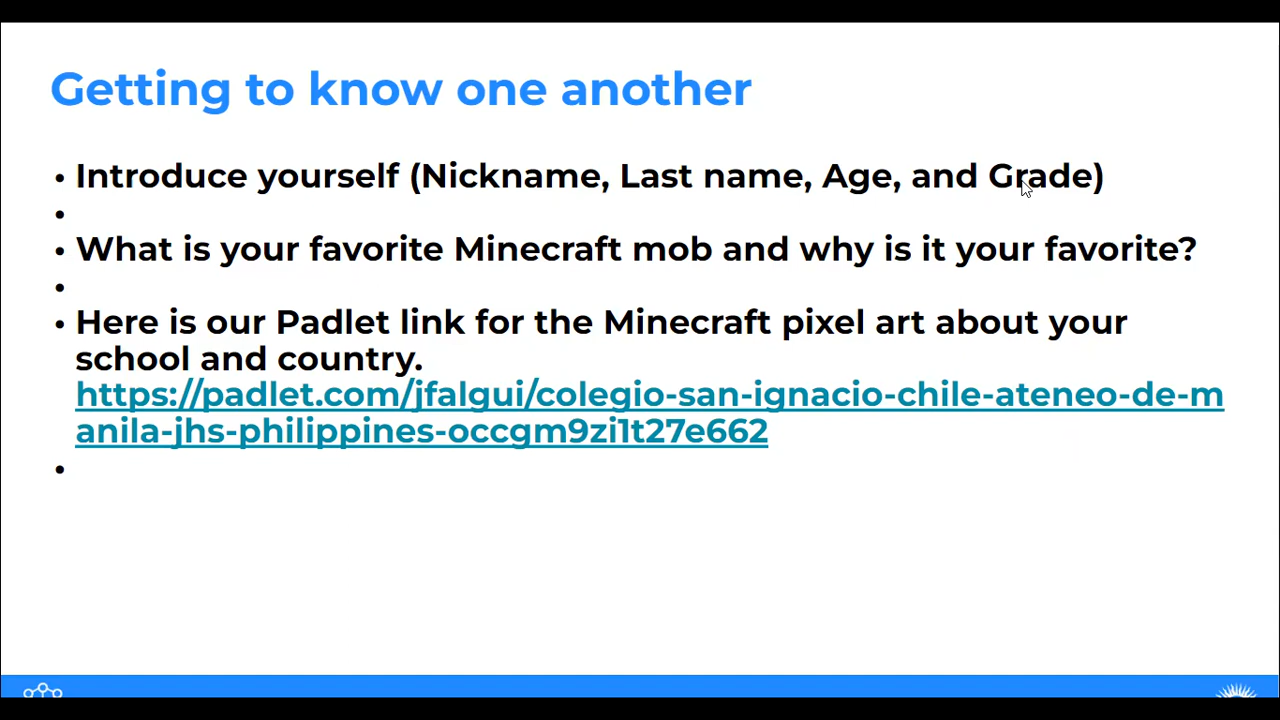 Getting to know one another
• Introduce yourself (Nickname, Last name, Age, and Grade)
•
• What is your favorite Minecraft mob and why is it your favorite?
•
• Here is our Padlet link for the Minecraft pixel art about your
school and country.
https://padlet.com/jfalgui/colegio-san-ignacio-chile-ateneo-de-m
anila-jhs-philippines-occgm9zi1t27e662
•